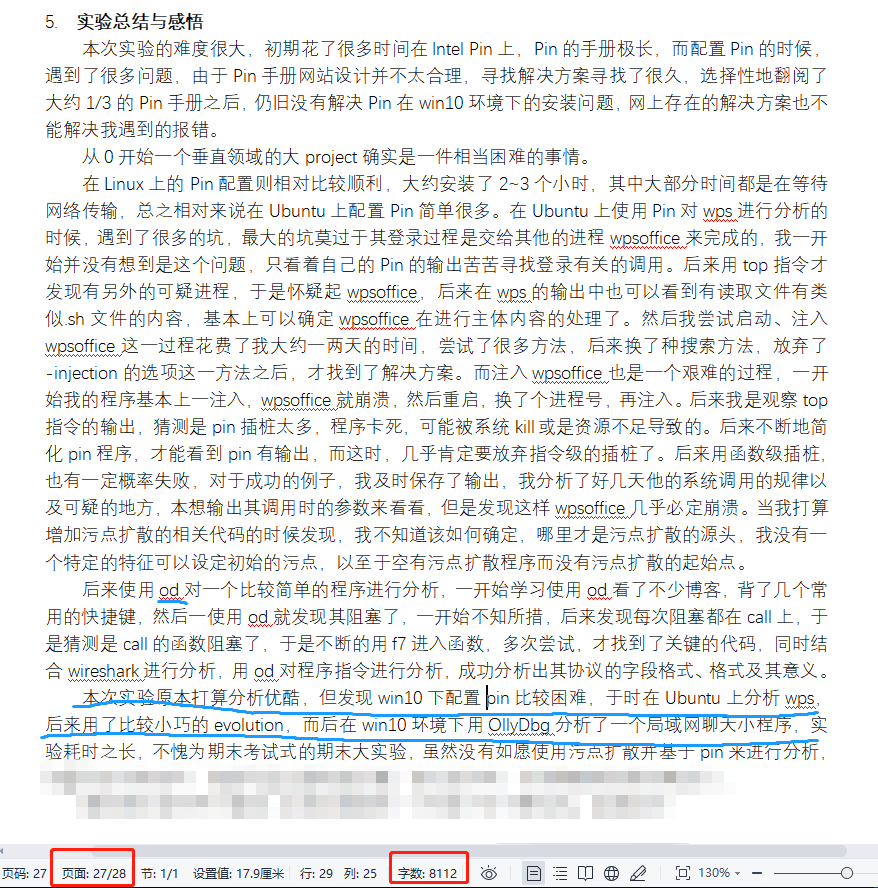 5. 实验总结与感悟
本次实验的难度很大，初期花了很多时间在 Intel Pin 上，Pin 的手册极长，而配置 Pin 的时候，
遇到了很多问题，由于 Pin 手册网站设计并不太合理，寻找解决方案寻找了很久，选择性地翻阅了
大约 1/3 的 Pin 手册之后，仍旧没有解决 Pin 在 win10 环境下的安装问题，网上存在的解决方案也不
能解决我遇到的报错。
从 0 开始一个垂直领域的大 project 确实是一件相当困难的事情。
在 Linux 上的 Pin 配置则相对比较顺利，大约安装了 2~3 个小时，其中大部分时间都是在等待
网络传输，总之相对来说在 Ubuntu 上配置 Pin 简单很多。在 Ubuntu 上使用 Pin 对 wps 进行分析的
时候，遇到了很多的坑，最大的坑莫过于其登录过程是交给其他的进程 wpsoffice 来完成的，我一开
始并没有想到是这个问题，只看着自己的 Pin 的输出苦苦寻找登录有关的调用。后来用 top 指令才
发现有另外的可疑进程，于是怀疑起 wpsoffice，后来在 wps 的输出中也可以看到有读取文件有类
似.sh 文件的内容，基本上可以确定 wpsoffice 在进行主体内容的处理了。然后我尝试启动、注入
wpsoffice 这一过程花费了我大约一两天的时间，尝试了很多方法，后来换了种搜索方法，放弃了
-injection 的选项这一方法之后，才找到了解决方案。而注入 wpsoffice 也是一个艰难的过程，一开
始我的程序基本上一注入，wpsoffice 就崩溃，然后重启，换了个进程号，再注入。后来我是观察 top
指令的输出，猜测是 pin 插桩太多，程序卡死，可能被系统 kill 或是资源不足导致的。后来不断地简
化 pin 程序，才能看到 pin 有输出，而这时，几乎肯定要放弃指令级的插桩了。后来用函数级插桩，
也有一定概率失败，对于成功的例子，我及时保存了输出，我分析了好几天他的系统调用的规律以
及可疑的地方，本想输出其调用时的参数来看看，但是发现这样 wpsoffice 几乎必定崩溃。当我打算
增加污点扩散的相关代码的时候发现，我不知道该如何确定，哪里才是污点扩散的源头，我没有一
个特定的特征可以设定初始的污点，以至于空有污点扩散程序而没有污点扩散的起始点。
后来使用 od 对一个比较简单的程序进行分析，一开始学习使用 od 看了不少博客，背了几个常
用的快捷键，然后一使用 od 就发现其阻塞了，一开始不知所措，后来发现每次阻塞都在 call 上，于
是猜测是 call 的函数阻塞了，于是不断的用 f7 进入函数，多次尝试，才找到了关键的代码，同时结
合 wireshark 进行分析，用 od 对程序指令进行分析，成功分析出其协议的字段格式、格式及其意义。
本次实验原本打算分析优酷，但发现 win10 下配置 pin 比较困难，于时在 Ubuntu 上分析 wps，
后来用了比较小巧的 evolution，而后在 win10 环境下用 OllyDbg 分析了一个局域网聊天小程序，实
验耗时之长，不愧为期末考试式的期末大实验，虽然没有如愿使用污点扩散并基于 pin 来进行分析，
页码: 27 页面: 27/28 节: 1/1 设置值: 17.9厘米 行: 29 列: 25 字数: 8112 130%